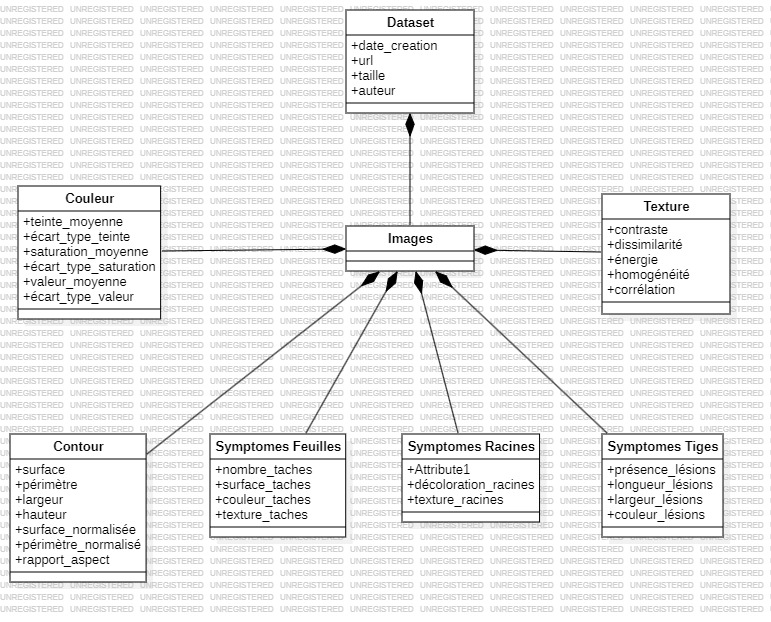 Dataset
+date_creation
+url
+taille
+auteur
Couleur
+teinte_moyenne
+écart_type_teinte
+saturation_moyenne
+écart_type_saturation
+valeur_moyenne
+écart_type_valeur
Images
Texture
+contraste
+dissimilarité
+énergie
+homogénéité
+corrélation
Contour
+surface
+périmètre
+largeur
+hauteur
+surface_normalisée
+périmètre_normalisé
+rapport_aspect
Symptomes Feuilles
+nombre_taches
+surface_taches
+couleur_taches
+texture_taches
Symptomes Racines
+Attribute1
+décoloration_racines
+texture_racines
Symptomes Tiges
+présence_lésions
+longueur_lésions
+largeur_lésions
+couleur_lésions
UNREGISTERED